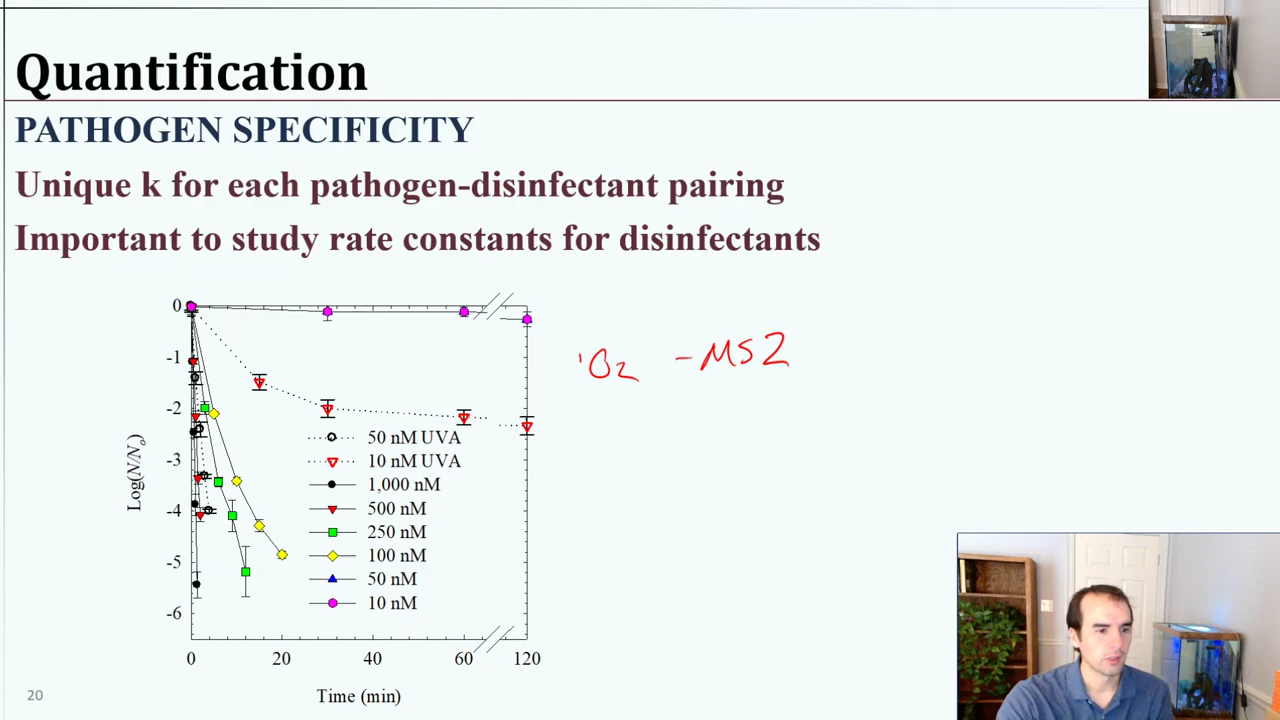 Quantification
PATHOGEN SPECIFICITY
Unique k for each pathogen-disinfectant pairing
Important to study rate constants for disinfectants
0
-1
-2
-3
-4
-5
-6
Log(N/No)
50 nM UVA
10 nM UVA
1,000 nM
500 nM
250 nM
100 nM
50 nM
10 nM
0 20 40 60 120
Time (min)
¹O₂ - MS2
20